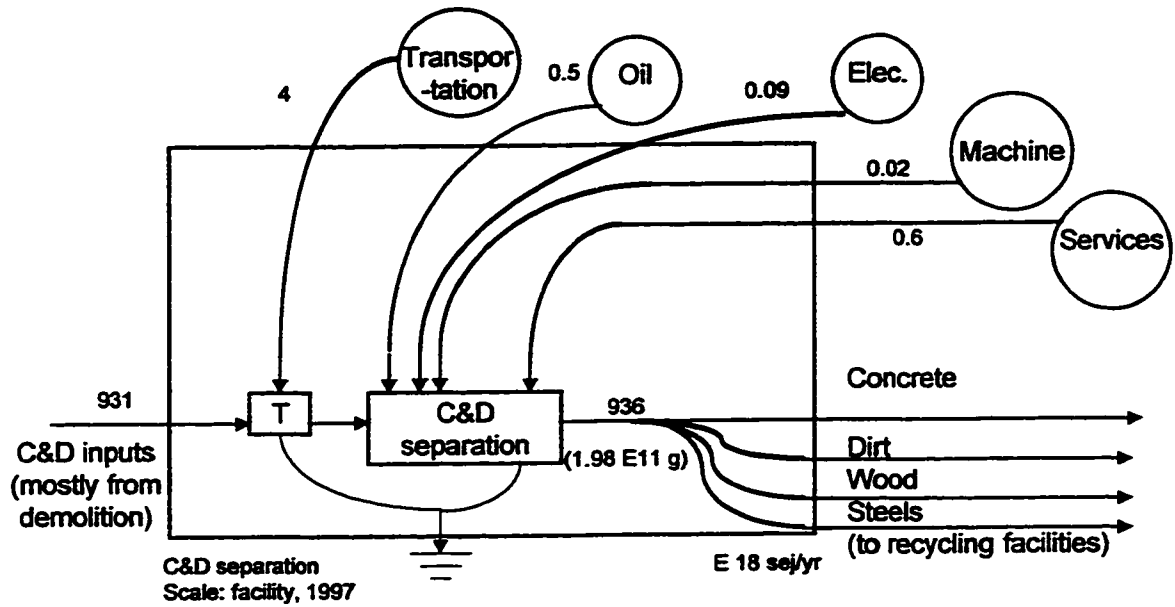 Transpor
-tation
Oil
Elec.
Machine
Services
4
0.5
0.09
0.02
0.6
931
C&D inputs
(mostly from
demolition)
T
C&D
separation
936
(1.98 E11 g)
Concrete
Dirt
Wood
Steels
(to recycling facilities)
C&D separation
Scale: facility, 1997
E 18 sej/yr